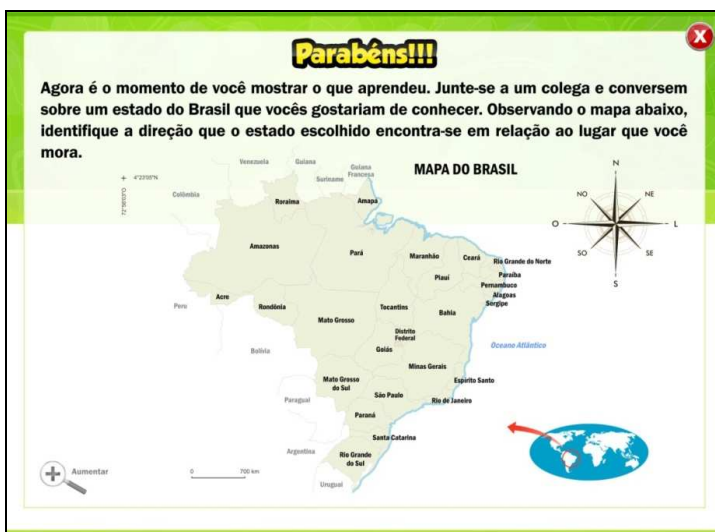 Parabéns!!!
X
Agora é o momento de você mostrar o que aprendeu. Junte-se a um colega e conversem
sobre um estado do Brasil que vocês gostariam de conhecer. Observando o mapa abaixo,
identifique a direção que o estado escolhido encontra-se em relação ao lugar que você
mora.
MAPA DO BRASIL
Venezuela
Guiana
Suriname
Guiana
Francesa
Colômbia
Roraima
Amapá
N
NO
NE
O
L
SO
SE
S
Amazonas
Pará
Maranhão
Ceará
Rio Grande do Norte
Paraíba
Piauí
Pernambuco
Alagoas
Sergipe
Acre
Peru
Rondônia
Tocantins
Bahia
Mato Grosso
Distrito
Federal
Goiás
Oceano Atlântico
Bolívia
Minas Gerais
Mato Grosso
do Sul
Espírito Santo
São Paulo
Rio de Janeiro
Paraguai
Paraná
Santa Catarina
Argentina
Rio Grande
do Sul
Uruguai
Aumentar
0
700 km